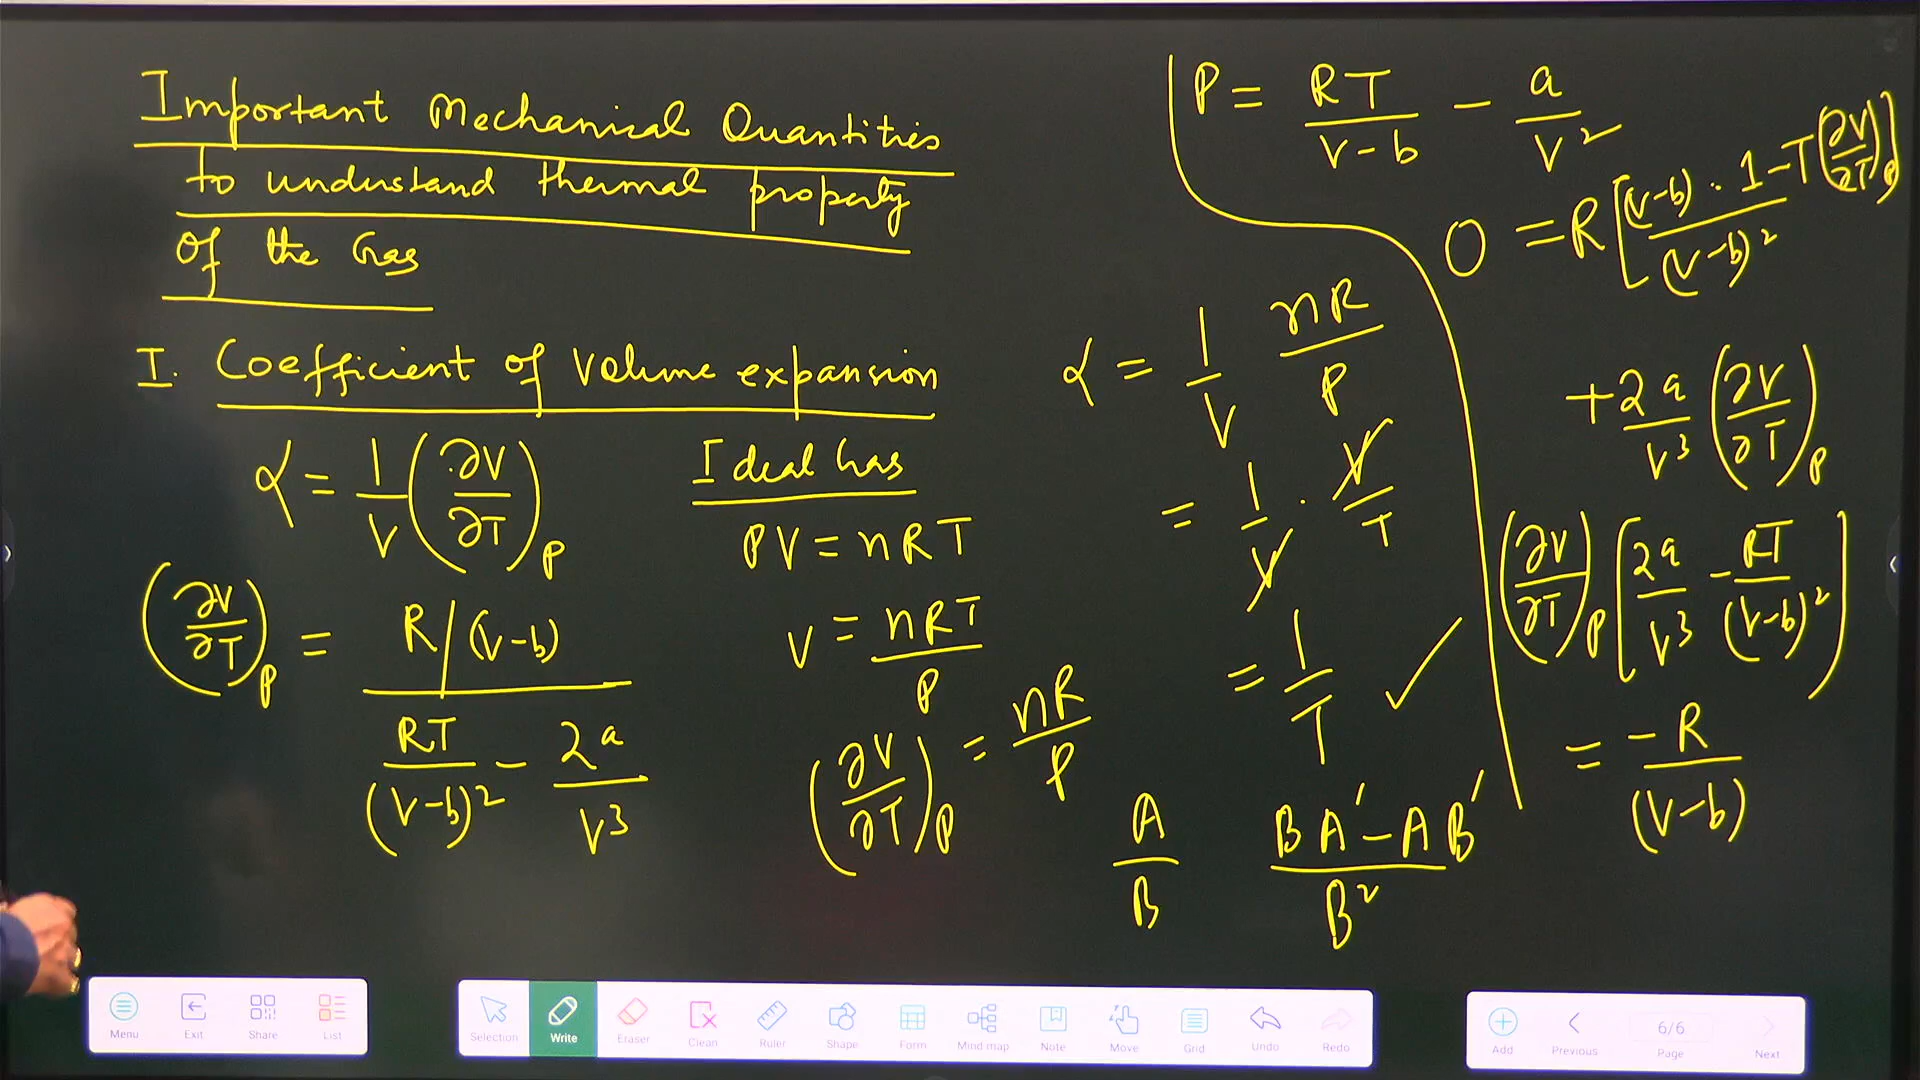 Important Mechanical Quantities
to understand thermal property
of the Gas
I. Coefficient of Volume expansion
α = 1/V (∂V/∂T)_P
(∂V/∂T)_P = (R/(V-b)) / (RT/(V-b)² - 2a/V³)
Ideal Gas
PV = nRT
V = nRT/P
(∂V/∂T)_P = nR/P
α = 1/V nR/P
= 1/V · V/T
= 1/T ✓
A/B (BA′ - AB′)/B²
P = RT/(V-b) - a/V²
0 = R[((V-b)·1 - T(∂V/∂T)_P)/(V-b)²]
+ 2a/V³ (∂V/∂T)_P
(∂V/∂T)_P [2a/V³ - RT/(V-b)²]
= -R/(V-b)
Menu Exit Share List
Selection Write Eraser Clean Ruler Shape Form Mind map Note Move Grid Undo Redo
Add Previous 6/6 Page Next